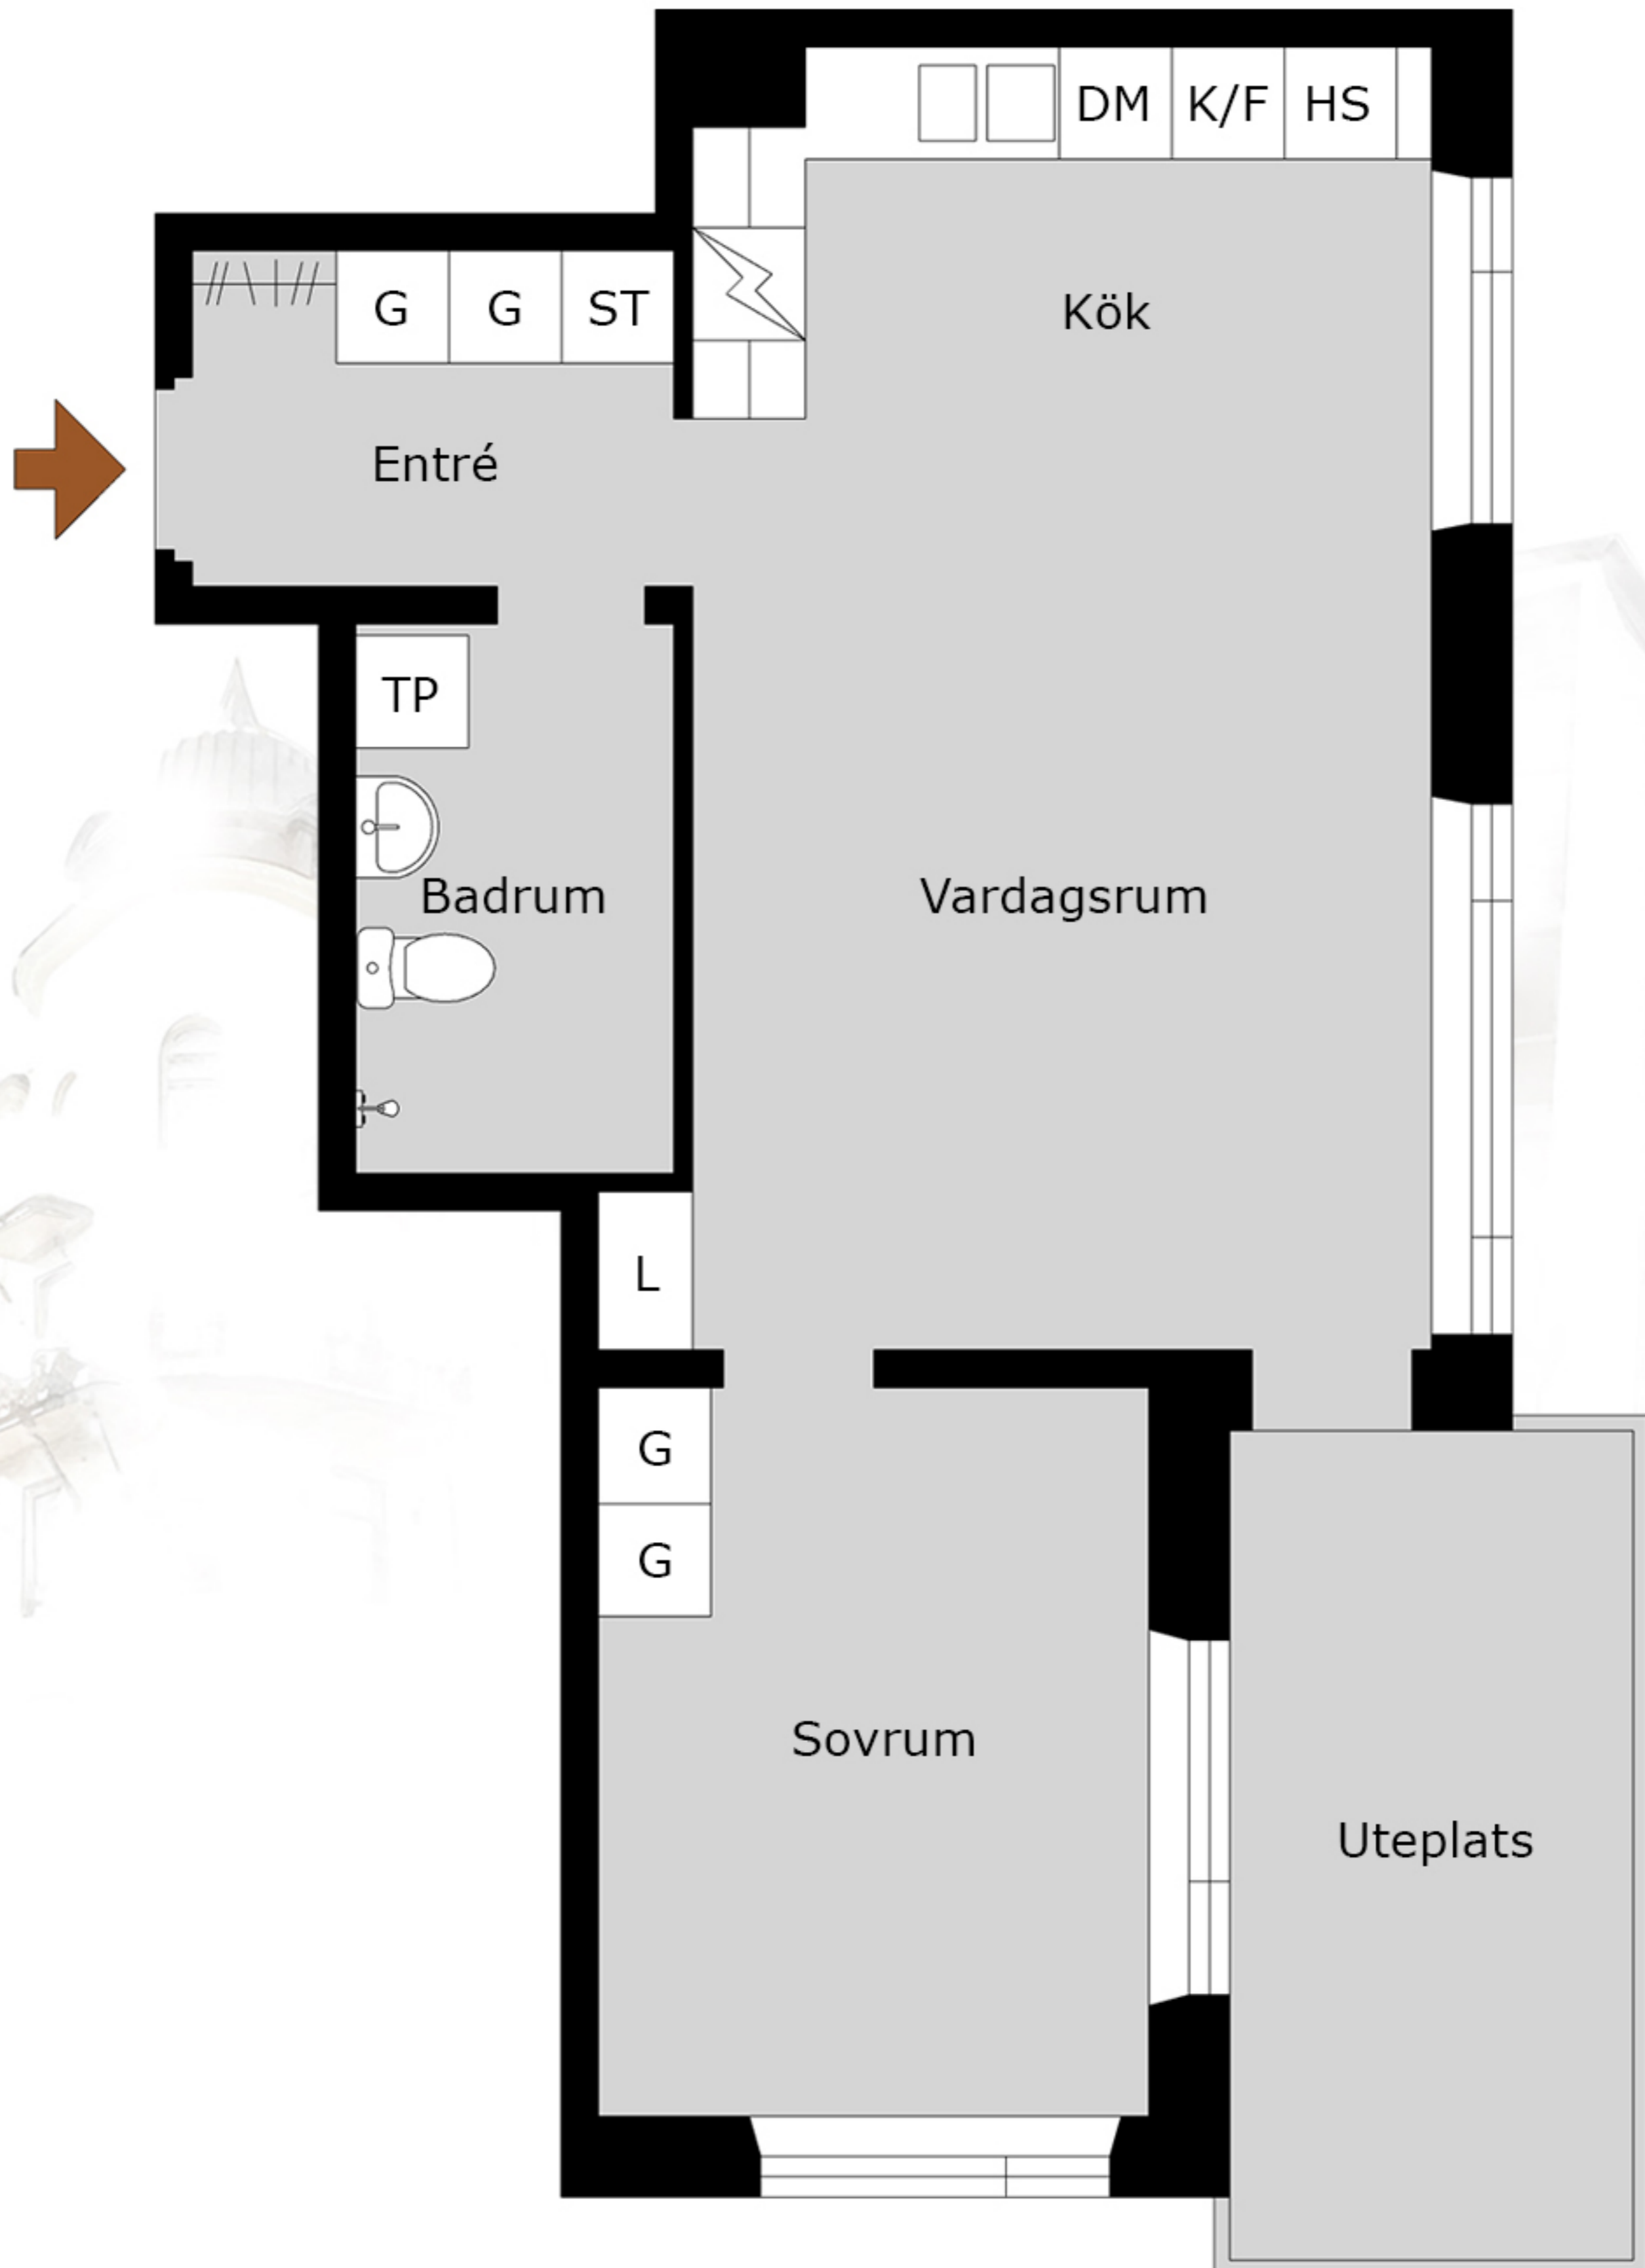 DM K/F HS
G G ST
Kök
Entré
TP
Badrum
Vardagsrum
L
G
G
Sovrum
Uteplats